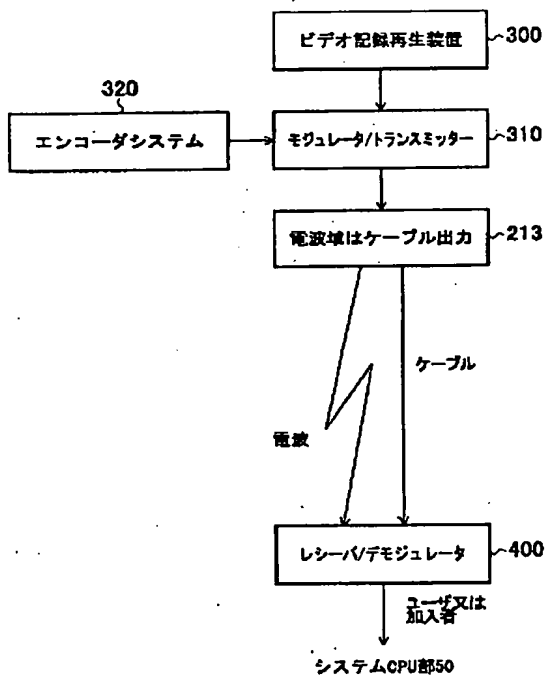 ビデオ記録再生装置
300
320
エンコーダシステム
モジュレータ/トランスミッター
310
電波域はケーブル出力
213
ケーブル
電波
レシーバ/デモジュレータ
400
ユーザ又は
加入者
システムCPU部50